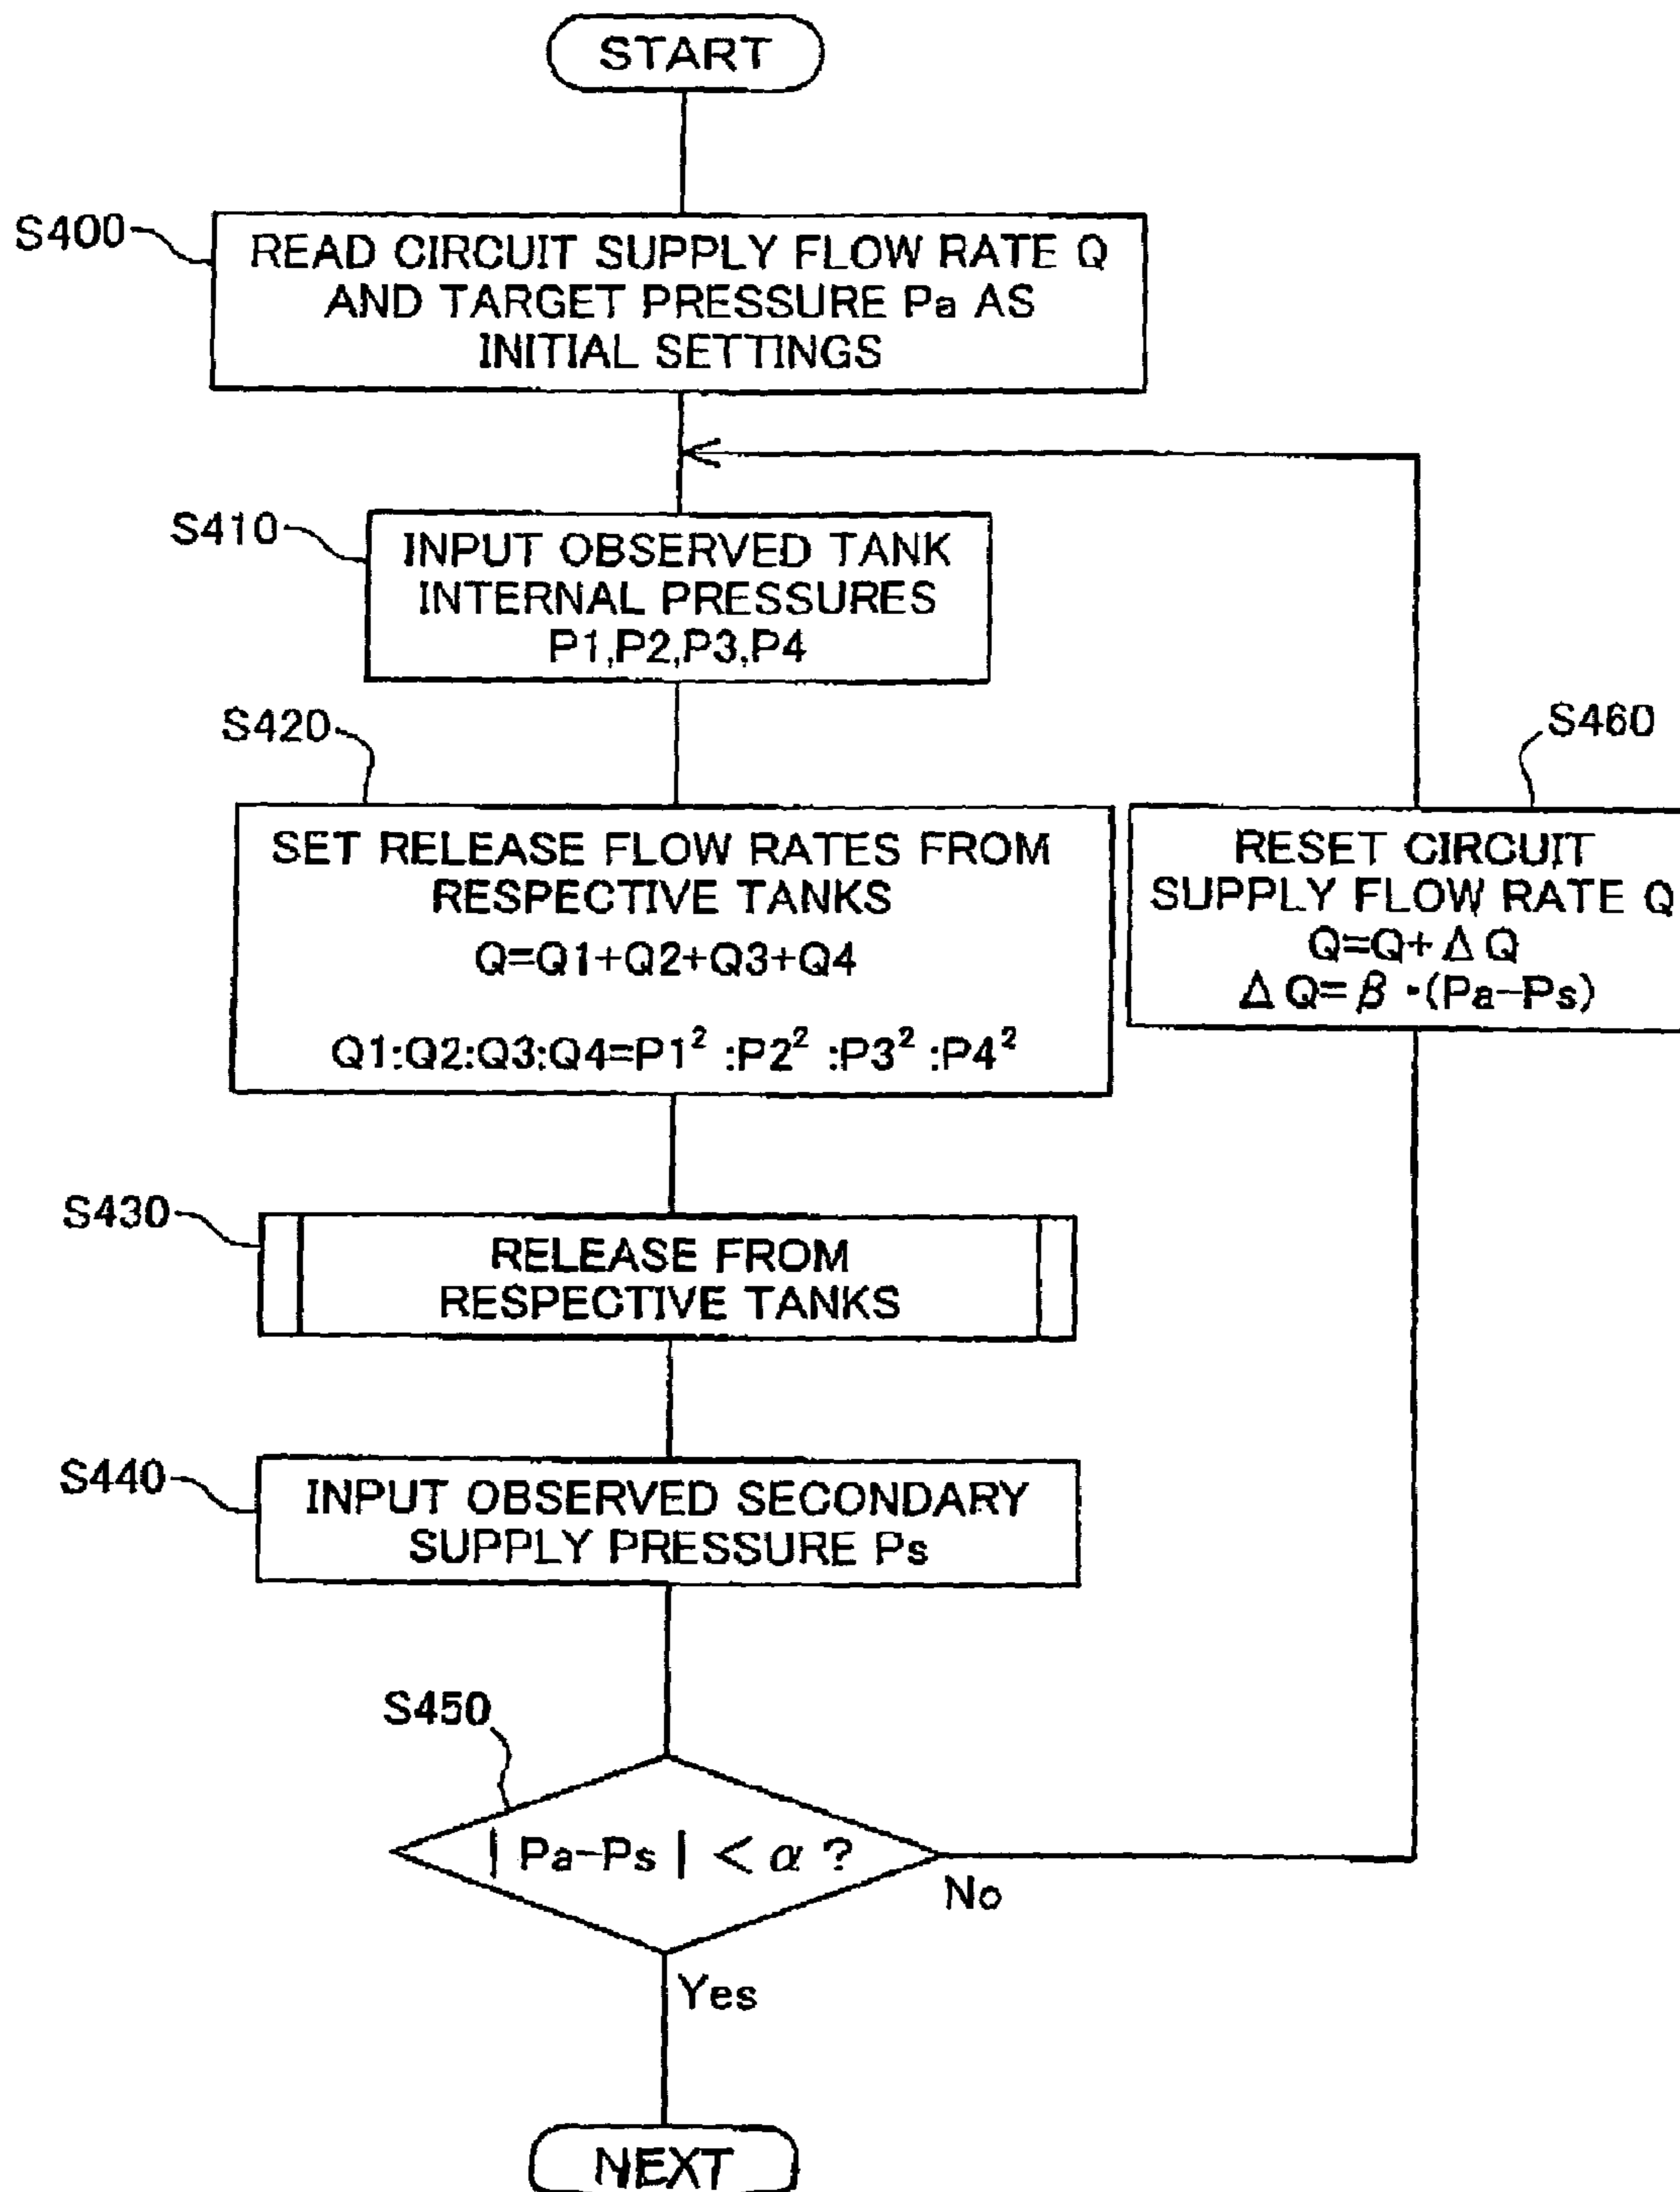 START
S400
READ CIRCUIT SUPPLY FLOW RATE Q
AND TARGET PRESSURE Pa AS
INITIAL SETTINGS
S410
INPUT OBSERVED TANK
INTERNAL PRESSURES
P1,P2,P3,P4
S420
SET RELEASE FLOW RATES FROM
RESPECTIVE TANKS
Q=Q1+Q2+Q3+Q4
Q1:Q2:Q3:Q4=P1² :P2² :P3² :P4²
S460
RESET CIRCUIT
SUPPLY FLOW RATE Q
Q=Q+ΔQ
ΔQ=β·(Pa-Ps)
S430
RELEASE FROM
RESPECTIVE TANKS
S440
INPUT OBSERVED SECONDARY
SUPPLY PRESSURE Ps
S450
| Pa-Ps | < α ?
No
Yes
NEXT